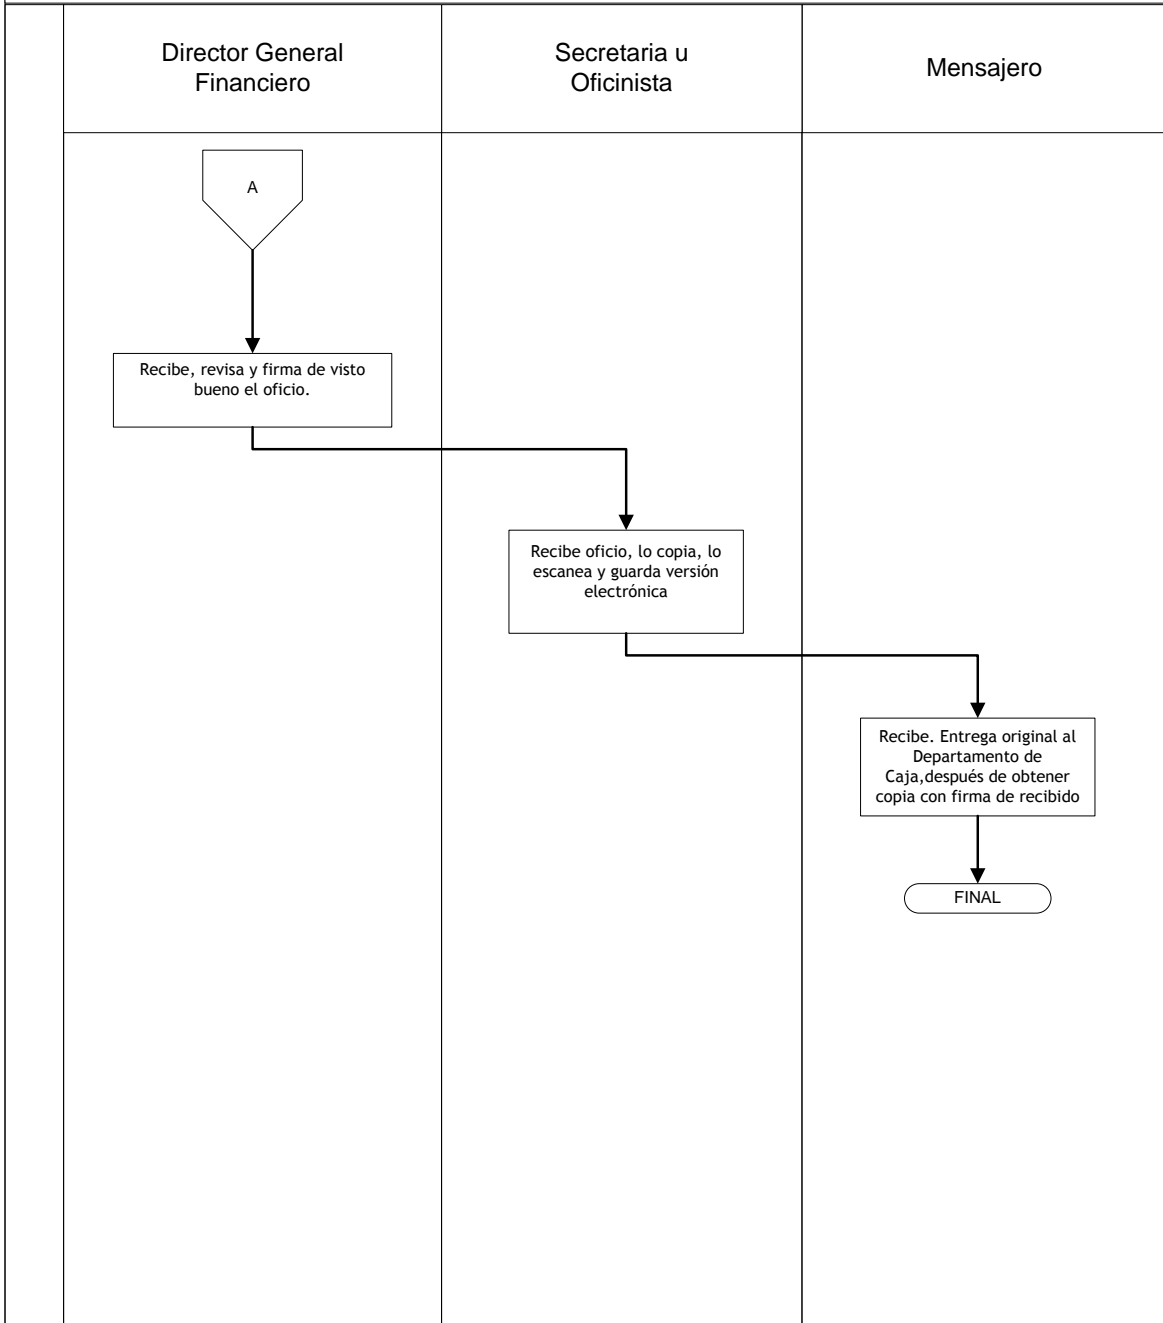 Director General
Financiero
Secretaria u
Oficinista
Mensajero
A
Recibe, revisa y firma de visto
bueno el oficio.
Recibe oficio, lo copia, lo
escanea y guarda versión
electrónica
Recibe. Entrega original al
Departamento de
Caja,después de obtener
copia con firma de recibido
FINAL